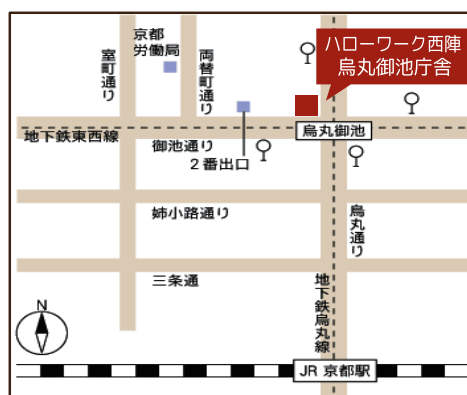 京都
労働局
ハローワーク西陣
烏丸御池庁舎
室町通り
両替町通り
地下鉄東西線
御池通り
烏丸御池
2番出口
姉小路通り
烏丸通り
三条通
地下鉄烏丸線
N
JR 京都駅